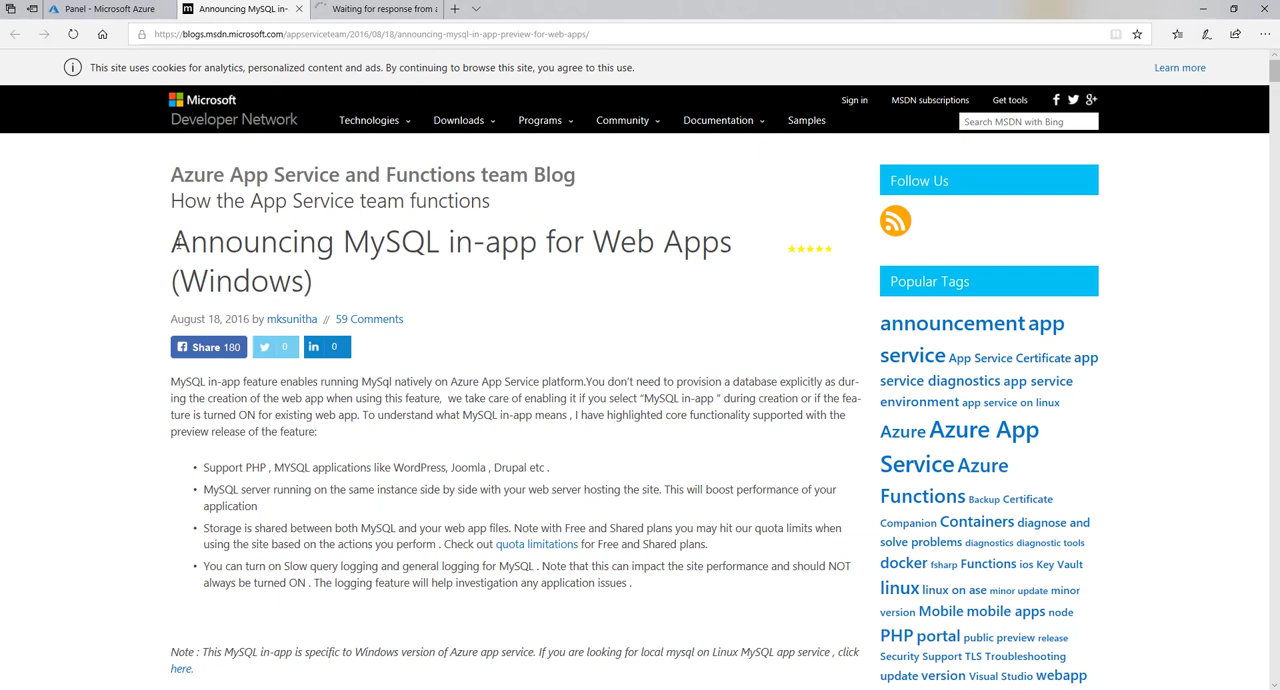 Panel - Microsoft Azure
Announcing MySQL in-
Waiting for response from a
https://blogs.msdn.microsoft.com/appserviceteam/2016/08/18/announcing-mysql-in-app-preview-for-web-apps/
This site uses cookies for analytics, personalized content and ads. By continuing to browse this site, you agree to this use.
Learn more
Microsoft
Developer Network
Sign in MSDN subscriptions Get tools
Technologies Downloads Programs Community Documentation Samples
Search MSDN with Bing
Azure App Service and Functions team Blog
How the App Service team functions
Announcing MySQL in-app for Web Apps
(Windows)
August 18, 2016 by mksunitha // 59 Comments
Share 180 0 in 0
MySQL in-app feature enables running MySql natively on Azure App Service platform.You don't need to provision a database explicitly as dur-
ing the creation of the web app when using this feature, we take care of enabling it if you select "MySQL in-app " during creation or if the fea-
ture is turned ON for existing web app. To understand what MySQL in-app means , I have highlighted core functionality supported with the
preview release of the feature:
• Support PHP , MYSQL applications like WordPress, Joomla , Drupal etc .
• MySQL server running on the same instance side by side with your web server hosting the site. This will boost performance of your
application
• Storage is shared between both MySQL and your web app files. Note with Free and Shared plans you may hit our quota limits when
using the site based on the actions you perform . Check out quota limitations for Free and Shared plans.
• You can turn on Slow query logging and general logging for MySQL . Note that this can impact the site performance and should NOT
always be turned ON . The logging feature will help investigation any application issues .
Note : This MySQL in-app is specific to Windows version of Azure app service. If you are looking for local mysql on Linux MySQL app service , click
here.
Follow Us
Popular Tags
announcement app
service App Service Certificate app
service diagnostics app service
environment app service on linux
Azure Azure App
Service Azure
Functions Backup Certificate
Companion Containers diagnose and
solve problems diagnostics diagnostic tools
docker fsharp Functions ios Key Vault
linux linux on ase minor update minor
version Mobile mobile apps node
PHP portal public preview release
Security Support TLS Troubleshooting
update version Visual Studio webapp